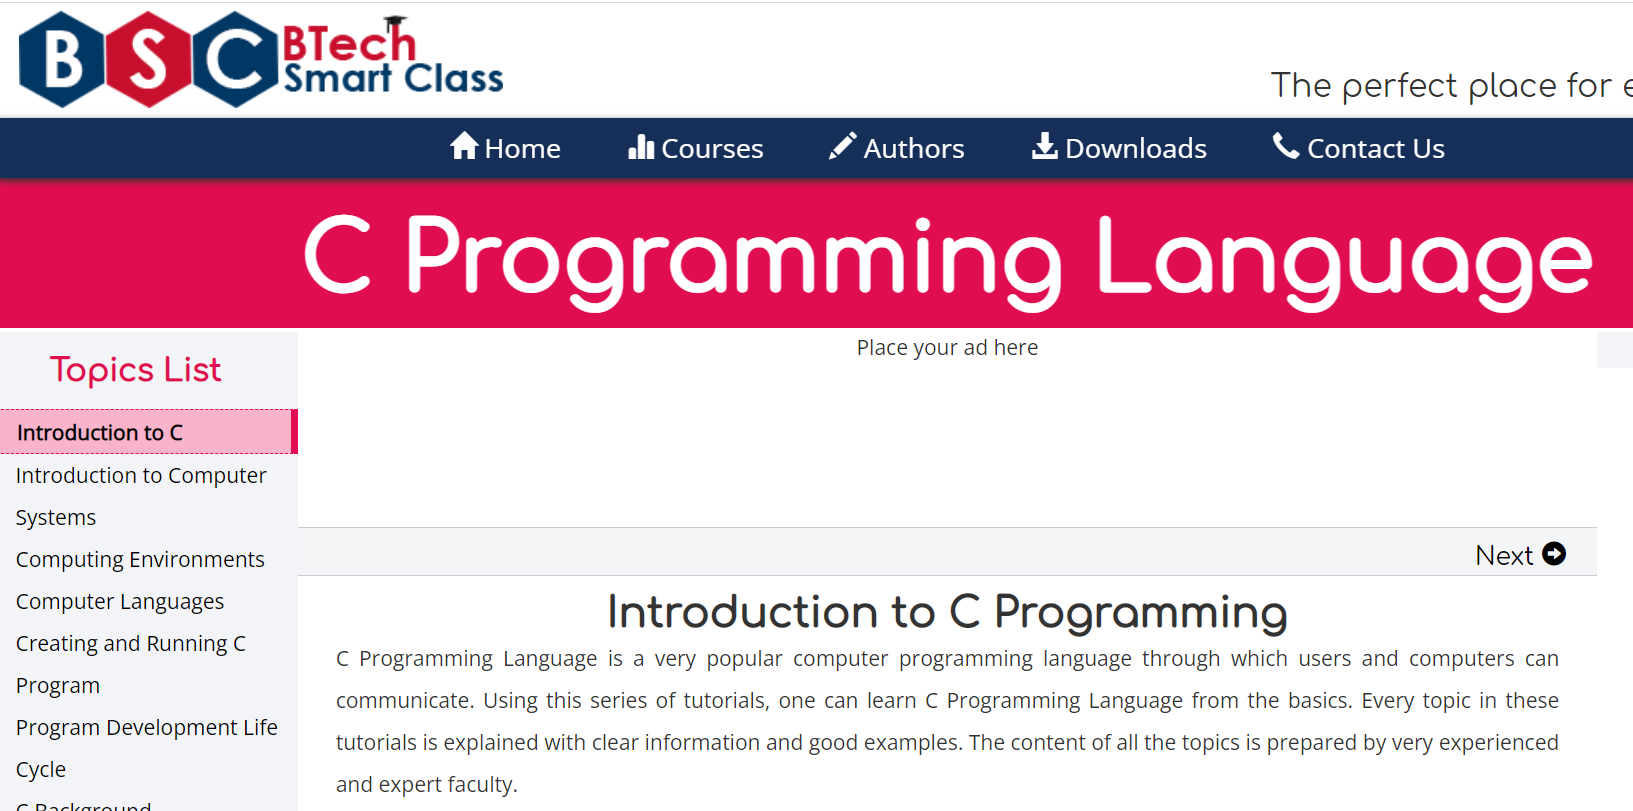 BSC BTech
Smart Class
The perfect place for
Home Courses Authors Downloads Contact Us
C Programming Language
Topics List
Introduction to C
Introduction to Computer
Systems
Computing Environments
Computer Languages
Creating and Running C
Program
Program Development Life
Cycle
C Background
Place your ad here
Next
Introduction to C Programming
C Programming Language is a very popular computer programming language through which users and computers can
communicate. Using this series of tutorials, one can learn C Programming Language from the basics. Every topic in these
tutorials is explained with clear information and good examples. The content of all the topics is prepared by very experienced
and expert faculty.